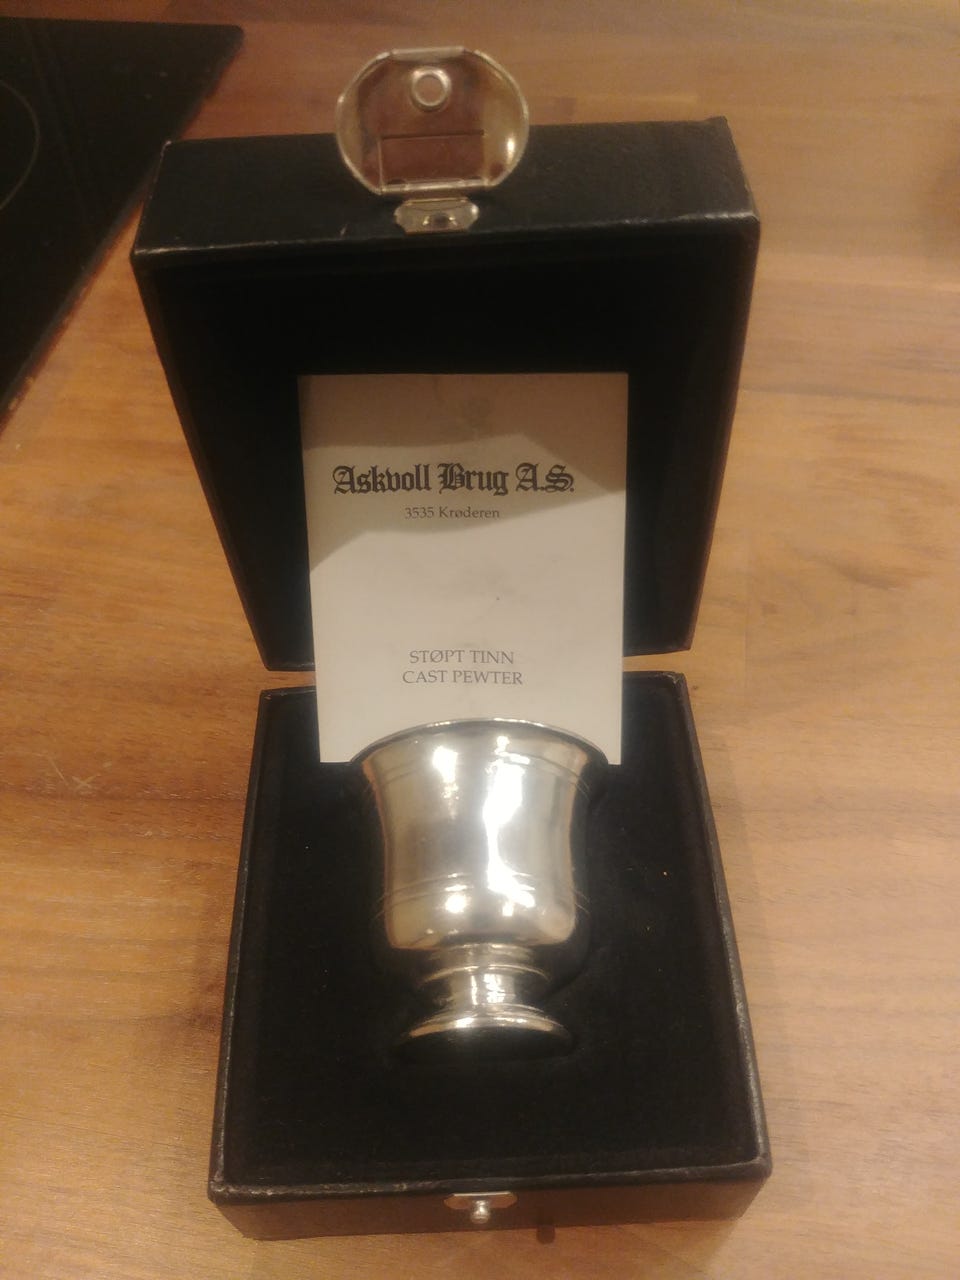 Askvoll Brug A.S.
3535 Krøderen
STØPT TINN
CAST PEWTER